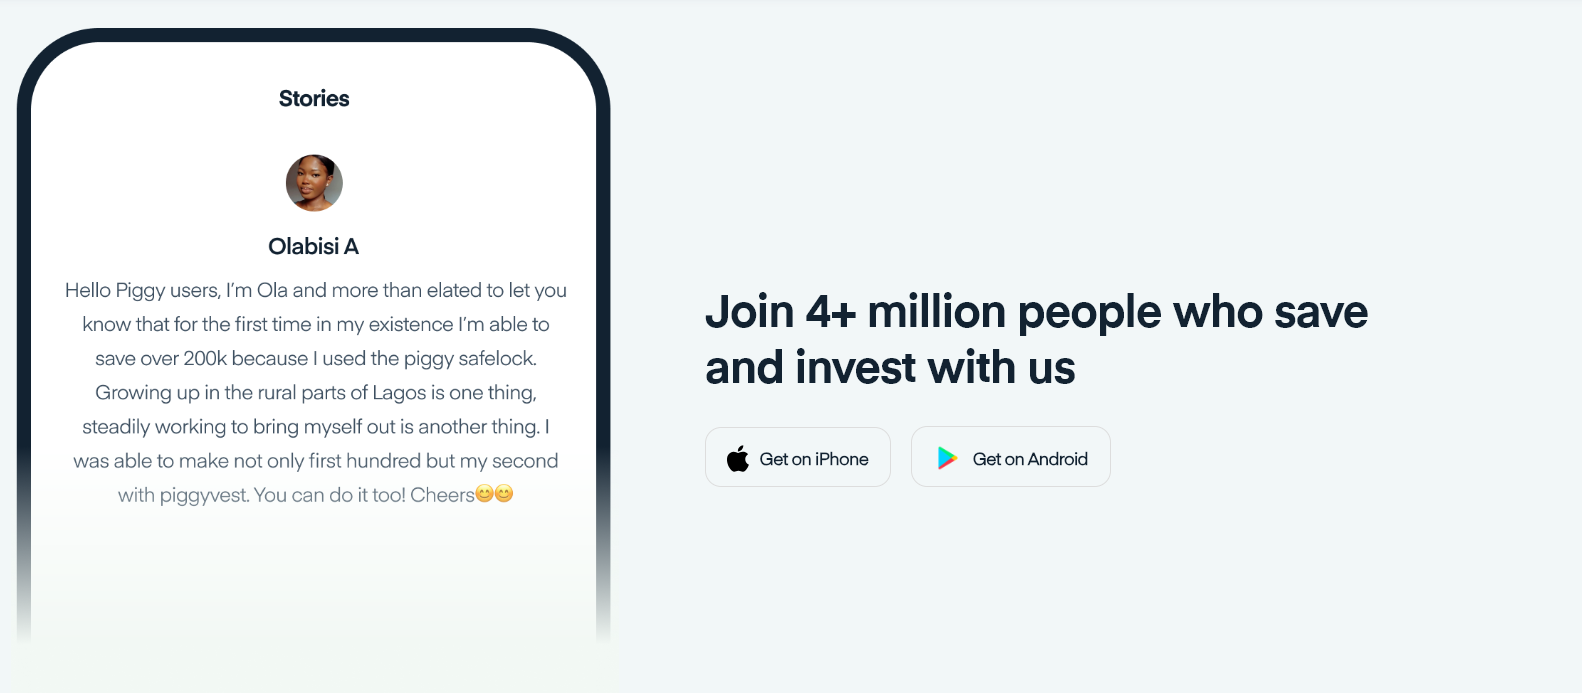 Stories
Olabisi A
Hello Piggy users, I’m Ola and more than elated to let you
know that for the first time in my existence I’m able to
save over 200k because I used the piggy safelock.
Growing up in the rural parts of Lagos is one thing,
steadily working to bring myself out is another thing. I
was able to make not only first hundred but my second
with piggyvest. You can do it too! Cheers😊😊
Join 4+ million people who save
and invest with us
Get on iPhone
Get on Android